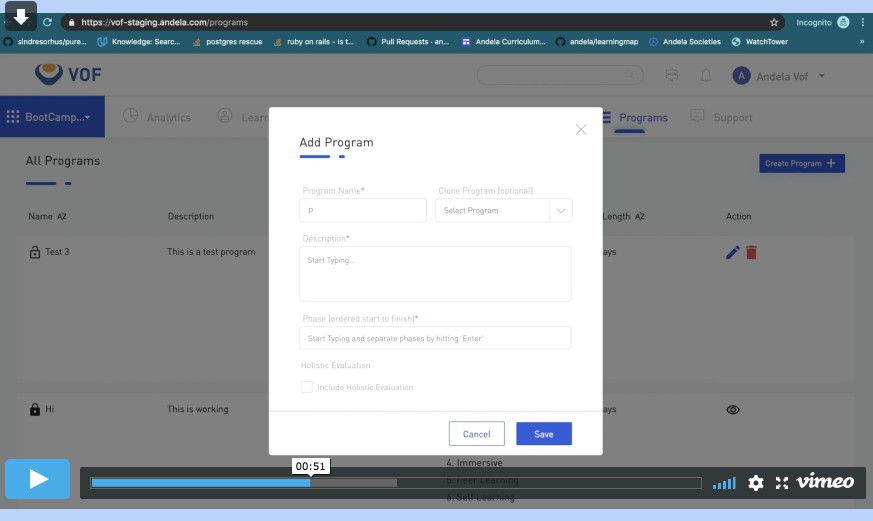 https://vof-staging.andela.com/programs
Incognito
sindresorhus/pure... Knowledge: Searc... postgres rescue ruby on rails - Is t... Pull Requests · an... Andela Curriculum... andela/learningmap Andela Societies WatchTower »
VOF
A Andela Vof
BootCamp... Analytics Learn Programs Support
All Programs
Create Program +
Name AZ Description Length AZ Action
Test 3 This is a test program ays
Hi This is working ays
Add Program
Program Name* Clone Program [optional]
P Select Program
Description*
Start Typing...
Phase [ordered start to finish]*
Start Typing and separate phases by hitting 'Enter'
Holistic Evaluation
Include Holistic Evaluation
Cancel Save
4. Immersive
5. Peer Learning
6. Self Learning
00:51
vimeo